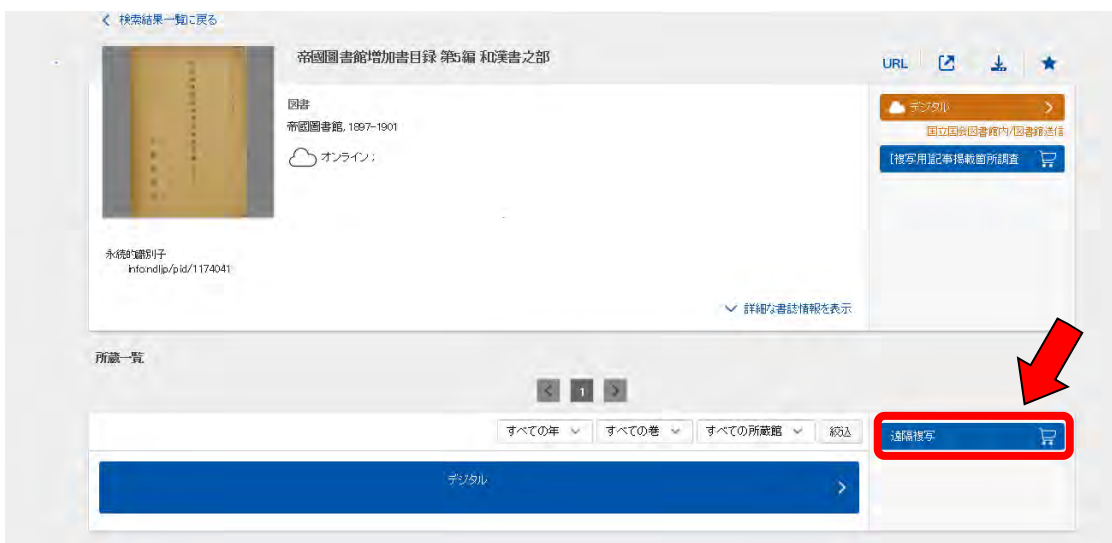 検索結果一覧に戻る
帝國圖書館増加書目録 第5編 和漢書之部
URL
図書
帝國圖書館, 1897-1901
オンライン ;
デジタル
国立国会図書館内/図書館送信
[複写用]記事掲載箇所調査
永続的識別子
info:ndljp/pid/1174041
詳細な書誌情報を表示
所蔵一覧
1
すべての年 すべての巻 すべての所蔵館 絞込
遠隔複写
デジタル